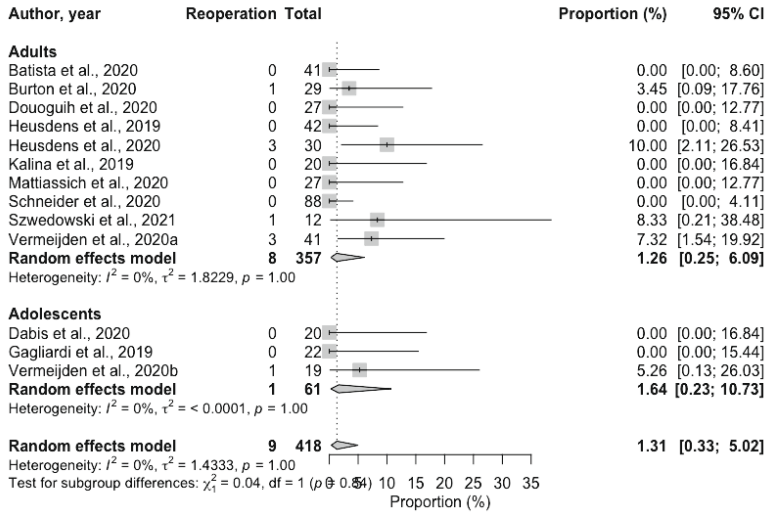 Author, year Reoperation Total Proportion (%) 95% CI
Adults
Batista et al., 2020 0 41 0.00 [0.00; 8.60]
Burton et al., 2020 1 29 3.45 [0.09; 17.76]
Douoguih et al., 2020 0 27 0.00 [0.00; 12.77]
Heusdens et al., 2019 0 42 0.00 [0.00; 8.41]
Heusdens et al., 2020 3 30 10.00 [2.11; 26.53]
Kalina et al., 2019 0 20 0.00 [0.00; 16.84]
Mattiassich et al., 2020 0 27 0.00 [0.00; 12.77]
Schneider et al., 2020 0 88 0.00 [0.00; 4.11]
Szwedowski et al., 2021 1 12 8.33 [0.21; 38.48]
Vermeijden et al., 2020a 3 41 7.32 [1.54; 19.92]
Random effects model 8 357 1.26 [0.25; 6.09]
Heterogeneity: I² = 0%, τ² = 1.8229, p = 1.00
Adolescents
Dabis et al., 2020 0 20 0.00 [0.00; 16.84]
Gagliardi et al., 2019 0 22 0.00 [0.00; 15.44]
Vermeijden et al., 2020b 1 19 5.26 [0.13; 26.03]
Random effects model 1 61 1.64 [0.23; 10.73]
Heterogeneity: I² = 0%, τ² = < 0.0001, p = 1.00
Random effects model 9 418 1.31 [0.33; 5.02]
Heterogeneity: I² = 0%, τ² = 1.4333, p = 1.00
Test for subgroup differences: χ²₁ = 0.04, df = 1 (p = 0.84) 0 5 10 15 20 25 30 35
Proportion (%)